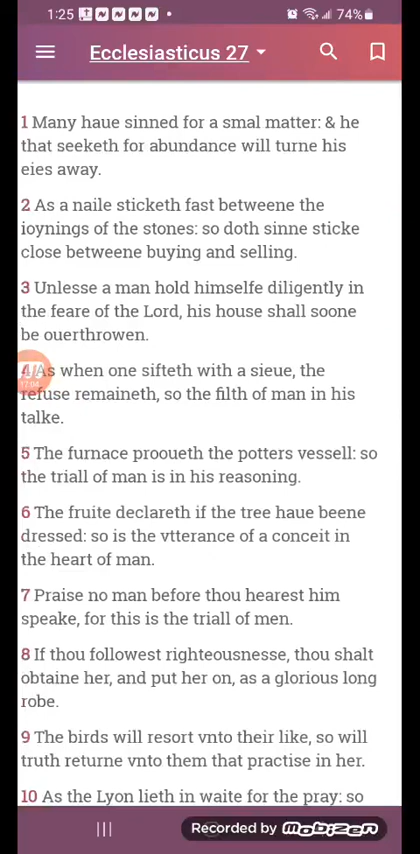 1:25 74%
Ecclesiasticus 27
1 Many haue sinned for a smal matter: & he
that seeketh for abundance will turne his
eies away.
2 As a naile sticketh fast betweene the
ioynings of the stones: so doth sinne sticke
close betweene buying and selling.
3 Unlesse a man hold himselfe diligently in
the feare of the Lord, his house shall soone
be ouerthrowen.
4 As when one sifteth with a sieue, the
refuse remaineth, so the filth of man in his
talke.
17:04
5 The furnace prooueth the potters vessell: so
the triall of man is in his reasoning.
6 The fruite declareth if the tree haue beene
dressed: so is the vtterance of a conceit in
the heart of man.
7 Praise no man before thou hearest him
speake, for this is the triall of men.
8 If thou followest righteousnesse, thou shalt
obtaine her, and put her on, as a glorious long
robe.
9 The birds will resort vnto their like, so will
truth returne vnto them that practise in her.
10 As the Lyon lieth in waite for the pray: so
Recorded by MOBIZEN